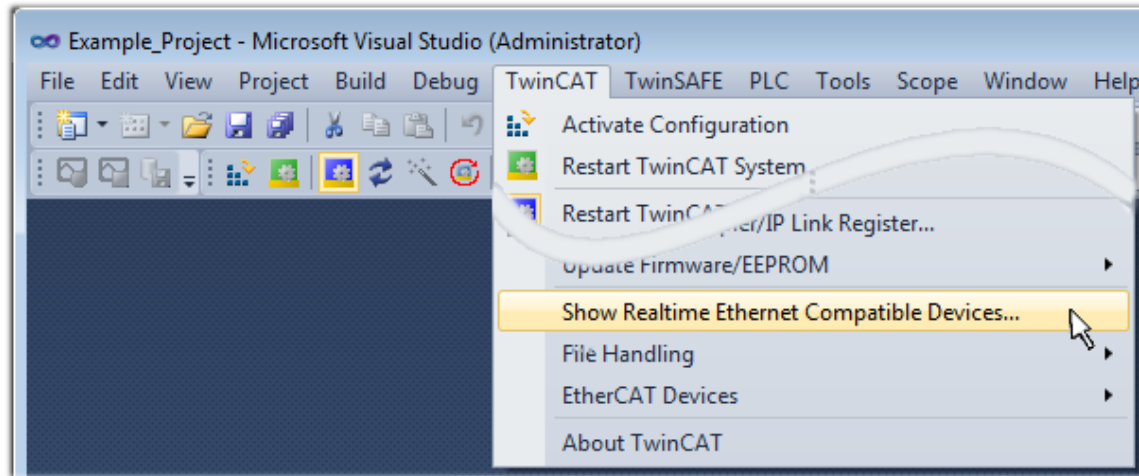 Example_Project - Microsoft Visual Studio (Administrator)
File Edit View Project Build Debug TwinCAT TwinSAFE PLC Tools Scope Window Help
Activate Configuration
Restart TwinCAT System
Restart
/IP Link Register...
Update Firmware/EEPROM
Show Realtime Ethernet Compatible Devices...
File Handling
EtherCAT Devices
About TwinCAT